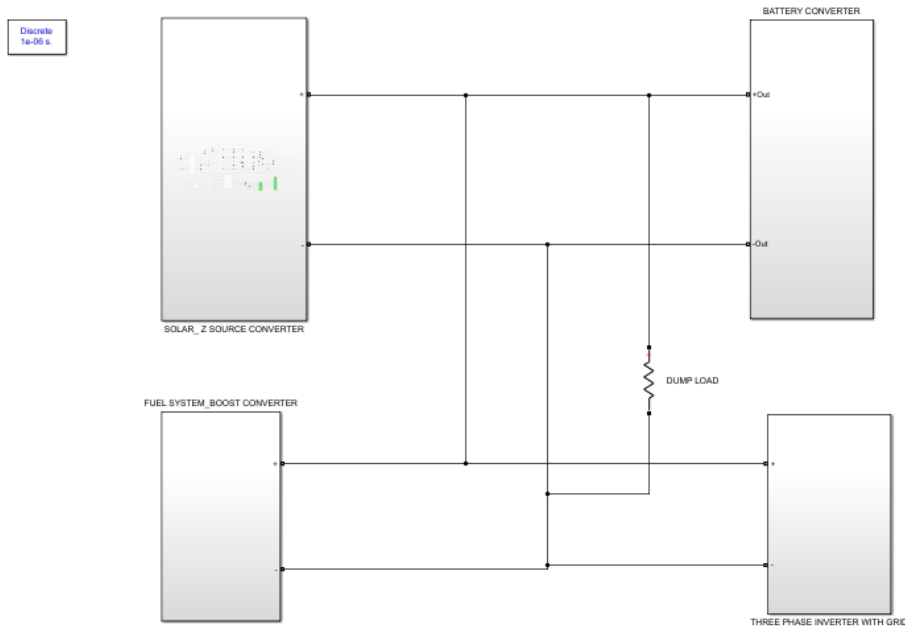 BATTERY CONVERTER
Discrete
1e-06 s.
+
+Out
-
-Out
SOLAR_ Z SOURCE CONVERTER
DUMP LOAD
FUEL SYSTEM_BOOST CONVERTER
+
+
-
-
THREE PHASE INVERTER WITH GRID